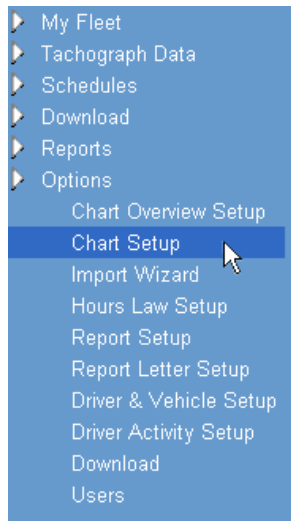 My Fleet
Tachograph Data
Schedules
Download
Reports
Options
Chart Overview Setup
Chart Setup
Import Wizard
Hours Law Setup
Report Setup
Report Letter Setup
Driver & Vehicle Setup
Driver Activity Setup
Download
Users